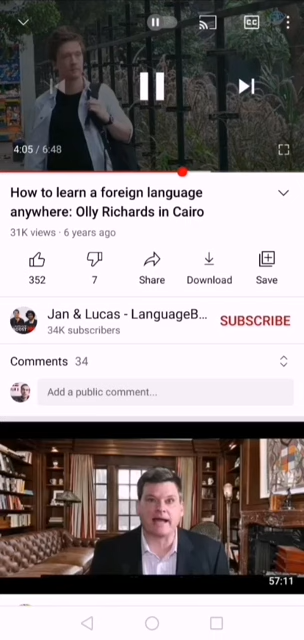 CC
4:05 / 6:48
How to learn a foreign language
anywhere: Olly Richards in Cairo
31K views · 6 years ago
352
7
Share
Download
Save
Jan & Lucas - LanguageB...
34K subscribers
SUBSCRIBE
Comments 34
Add a public comment...
57:11